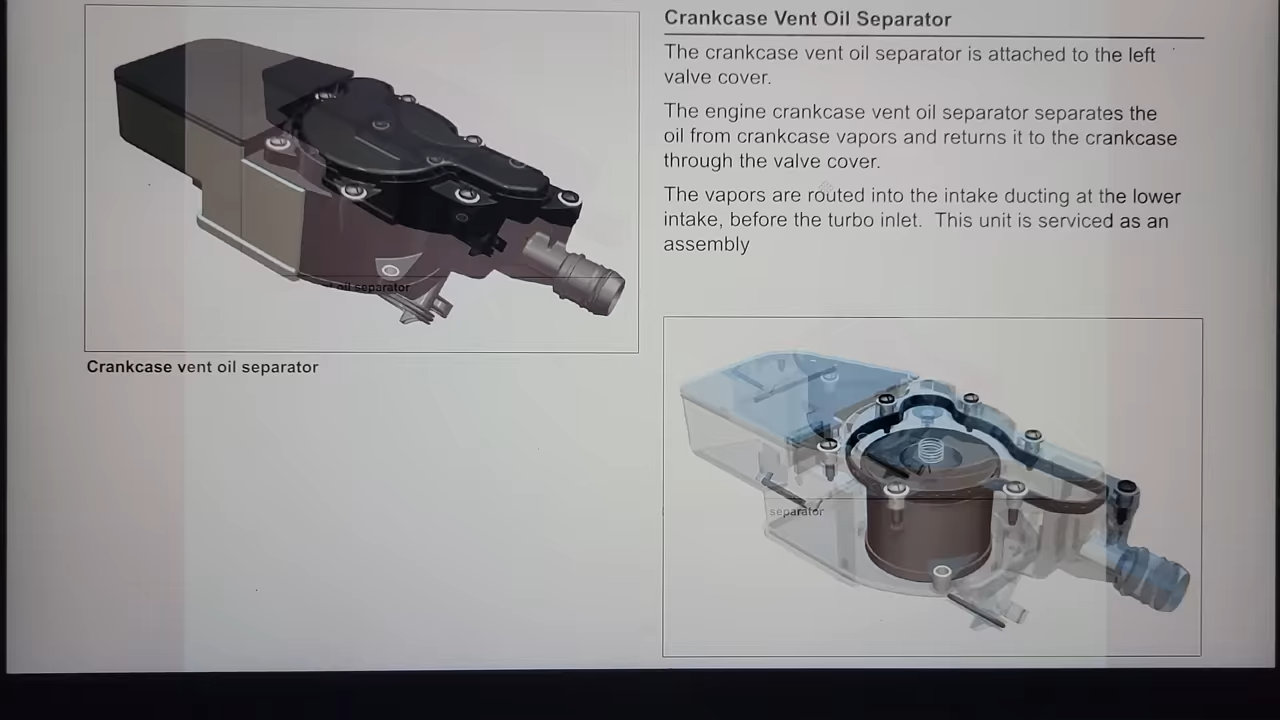 Crankcase Vent Oil Separator
The crankcase vent oil separator is attached to the left
valve cover.
The engine crankcase vent oil separator separates the
oil from crankcase vapors and returns it to the crankcase
through the valve cover.
The vapors are routed into the intake ducting at the lower
intake, before the turbo inlet. This unit is serviced as an
assembly
oil separator
Crankcase vent oil separator
separator